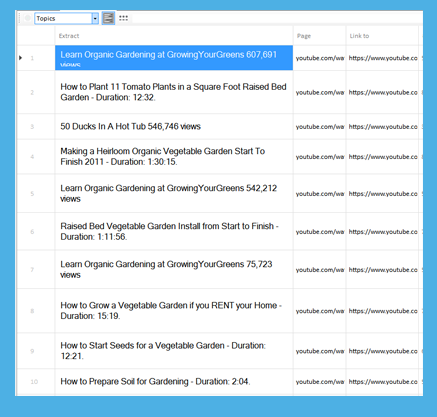 Topics
Extract Page Link to
1 Learn Organic Gardening at GrowingYourGreens 607,691
views youtube.com/wa https://www.youtube.co
2 How to Plant 11 Tomato Plants in a Square Foot Raised Bed
Garden - Duration: 12:32. youtube.com/wa https://www.youtube.co
3 50 Ducks In A Hot Tub 546,746 views youtube.com/wa https://www.youtube.co
4 Making a Heirloom Organic Vegetable Garden Start To
Finish 2011 - Duration: 1:30:15. youtube.com/wa https://www.youtube.co
5 Learn Organic Gardening at GrowingYourGreens 542,212
views youtube.com/wa https://www.youtube.co
6 Raised Bed Vegetable Garden Install from Start to Finish -
Duration: 1:11:56. youtube.com/wa https://www.youtube.co
7 Learn Organic Gardening at GrowingYourGreens 75,723
views youtube.com/wa https://www.youtube.co
8 How to Grow a Vegetable Garden if you RENT your Home -
Duration: 15:19. youtube.com/wa https://www.youtube.co
9 How to Start Seeds for a Vegetable Garden - Duration:
12:21. youtube.com/wa https://www.youtube.co
10 How to Prepare Soil for Gardening - Duration: 2:04. youtube.com/wa https://www.youtube.co